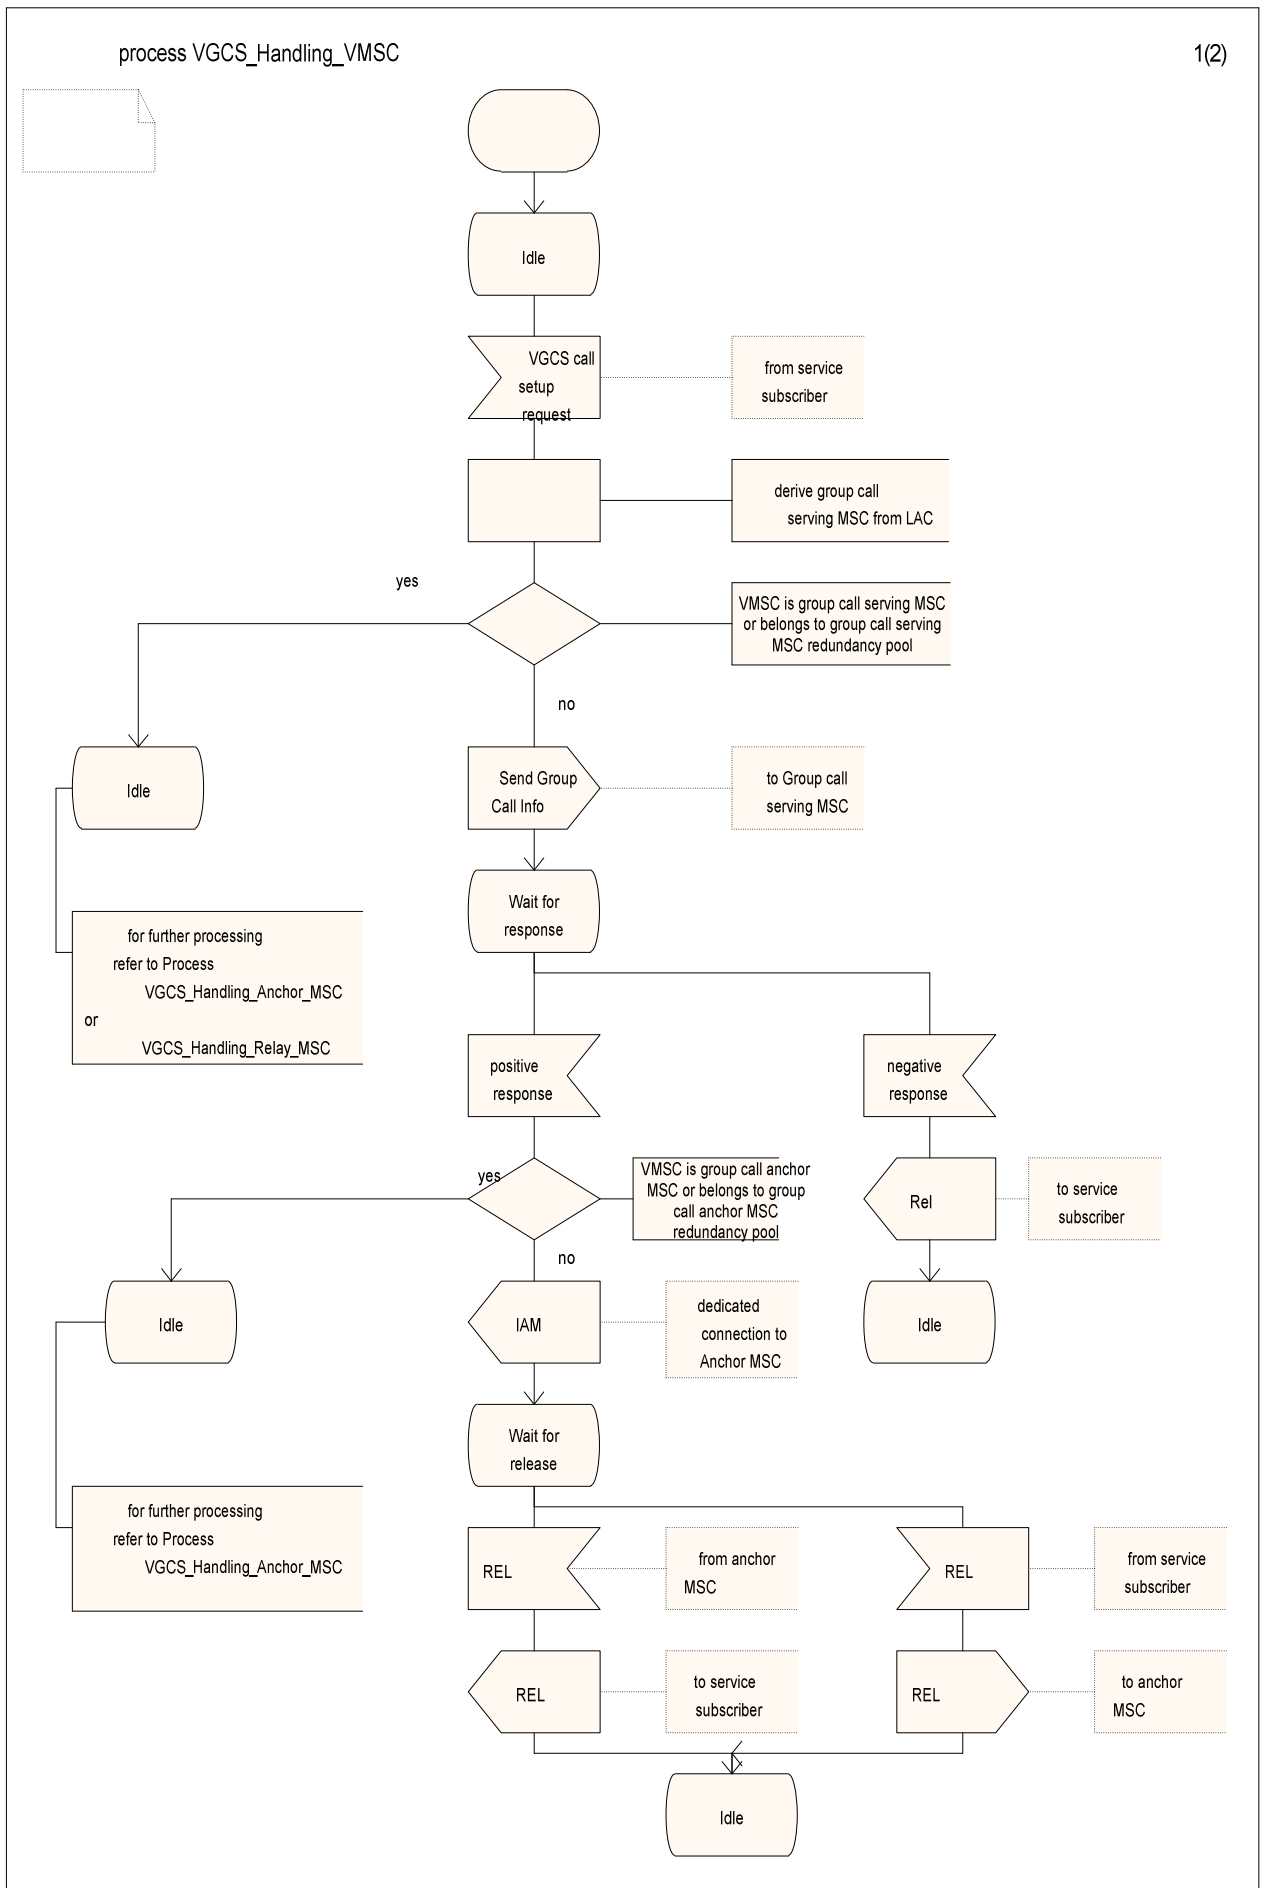 process VGCS_Handling_VMSC
1(2)
Idle
VGCS call
setup
request
from service
subscriber
derive group call
serving MSC from LAC
yes
VMSC is group call serving MSC
or belongs to group call serving
MSC redundancy pool
no
Idle
Send Group
Call Info
to Group call
serving MSC
Wait for
response
for further processing
refer to Process
VGCS_Handling_Anchor_MSC
or
VGCS_Handling_Relay_MSC
positive
response
negative
response
yes
VMSC is group call anchor
MSC or belongs to group
call anchor MSC
redundancy pool
Rel
to service
subscriber
no
Idle
IAM
dedicated
connection to
Anchor MSC
Idle
Wait for
release
for further processing
refer to Process
VGCS_Handling_Anchor_MSC
REL
from anchor
MSC
REL
from service
subscriber
REL
to service
subscriber
REL
to anchor
MSC
Idle